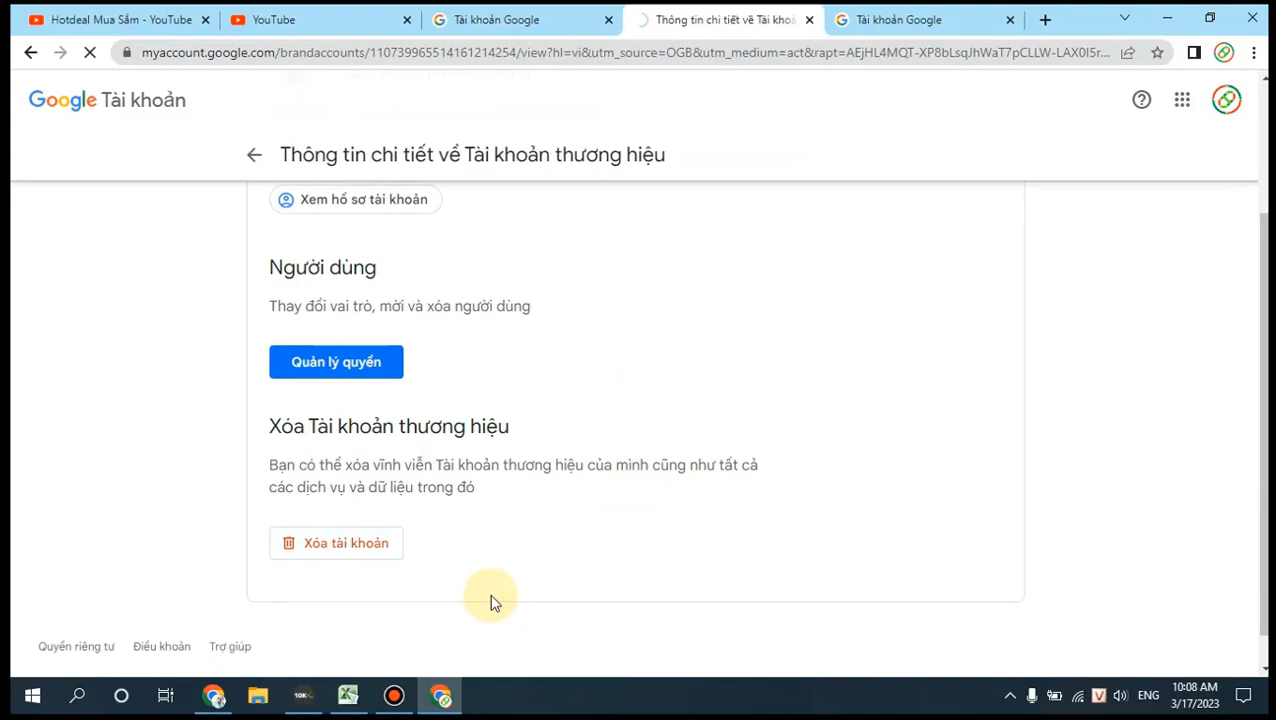 Hotdeal Mua Sắm - YouTube
YouTube
Tài khoản Google
Thông tin chi tiết về Tài khoả
Tài khoản Google
myaccount.google.com/brandaccounts/110739965514161214254/view?hl=vi&utm_source=OGB&utm_medium=act&rapt=AEjHL4MQT-XP8bLsqJhWaT7pCLLW-LAX0I5r...
Google Tài khoản
Thông tin chi tiết về Tài khoản thương hiệu
Xem hồ sơ tài khoản
Người dùng
Thay đổi vai trò, mời và xóa người dùng
Quản lý quyền
Xóa Tài khoản thương hiệu
Bạn có thể xóa vĩnh viễn Tài khoản thương hiệu của mình cũng như tất cả
các dịch vụ và dữ liệu trong đó
Xóa tài khoản
Quyền riêng tư Điều khoản Trợ giúp
10K
V
ENG
10:08 AM
3/17/2023